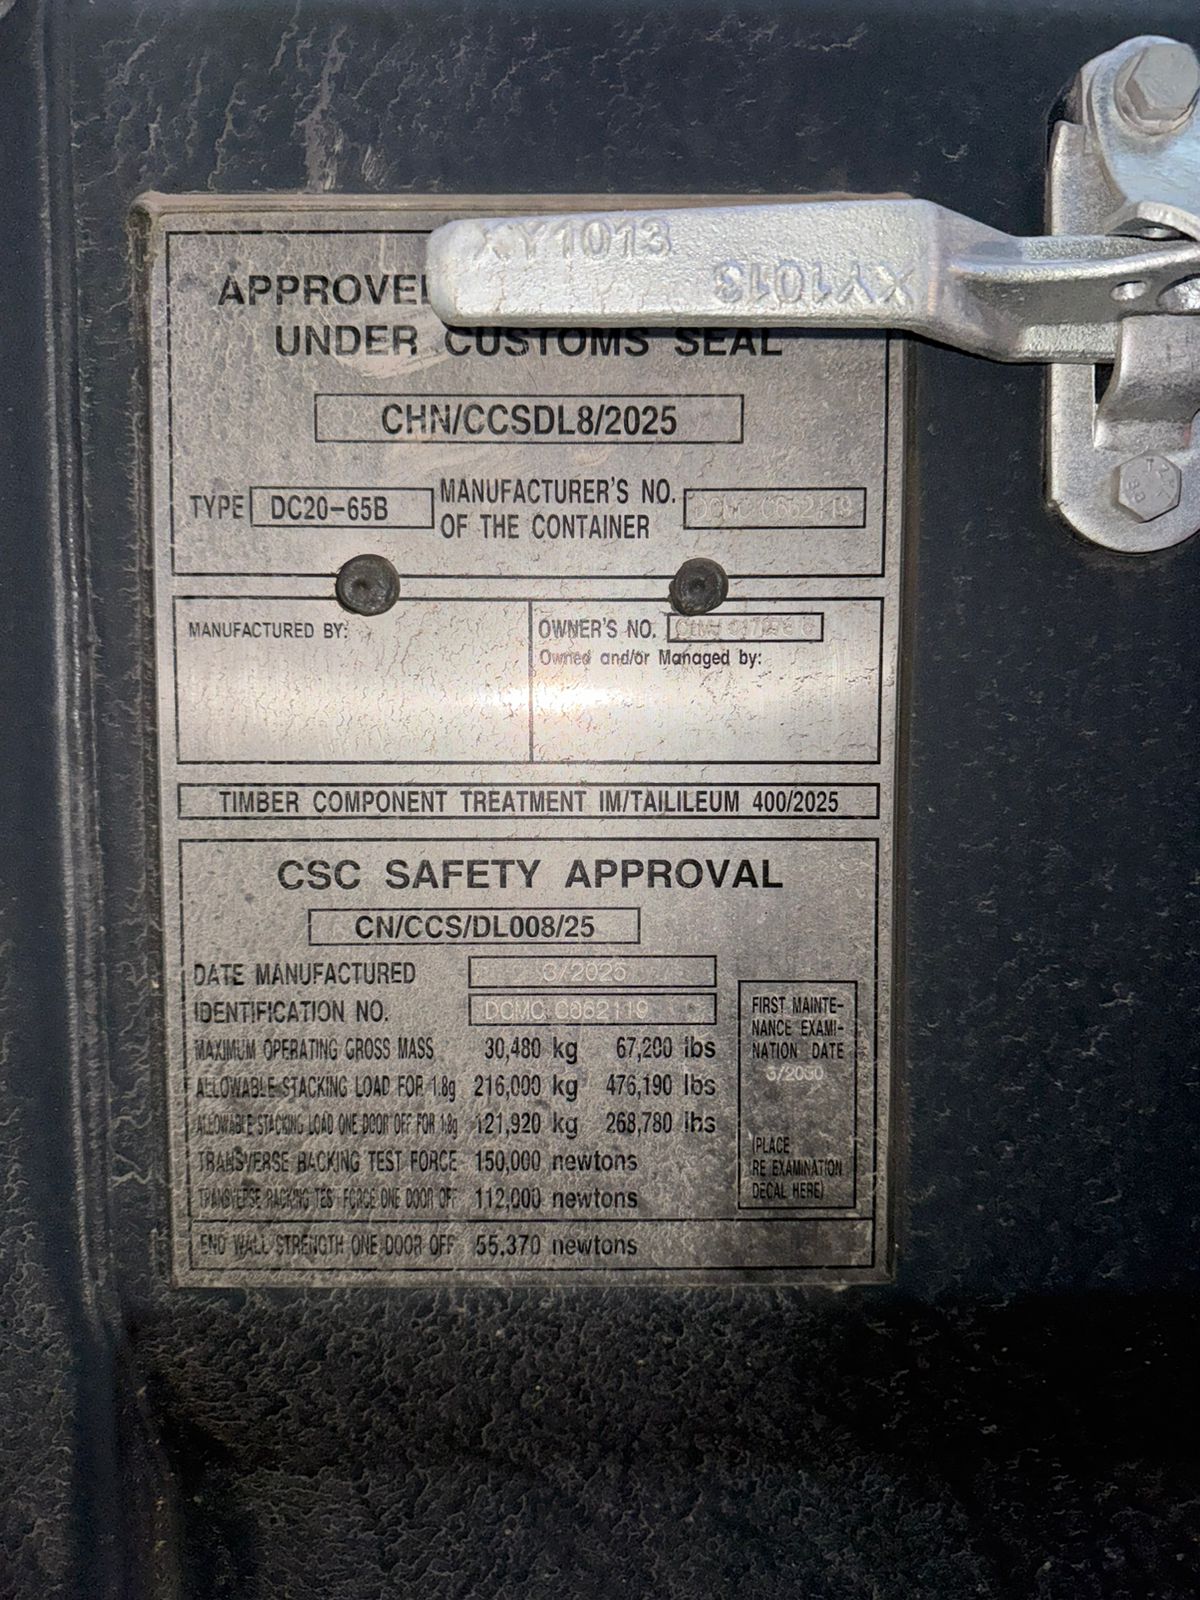 XY1013
XY1013
APPROVE
UNDER CUSTOMS SEAL
CHN/CCSDL8/2025
TYPE DC20-65B
MANUFACTURER'S NO.
OF THE CONTAINER
MANUFACTURED BY:
OWNER'S NO.
Owned and/or Managed by:
TIMBER COMPONENT TREATMENT IM/TAILILEUM 400/2025
CSC SAFETY APPROVAL
CN/CCS/DL008/25
DATE MANUFACTURED 3/2025
IDENTIFICATION NO.
MAXIMUM OPERATING GROSS MASS 30,480 kg 67,200 lbs
ALLOWABLE STACKING LOAD FOR 1.8g 216,000 kg 476,190 lbs
ALLOWABLE STACKING LOAD ONE DOOR OFF FOR 1.8g 121,920 kg 268,780 lbs
TRANSVERSE RACKING TEST FORCE 150,000 newtons
TRANSVERSE RACKING TEST FORCE ONE DOOR OFF 112,000 newtons
END WALL STRENGTH ONE DOOR OFF 55,370 newtons
FIRST MAINTE-
NANCE EXAMI-
NATION DATE
3/2030
(PLACE
RE EXAMINATION
DECAL HERE)